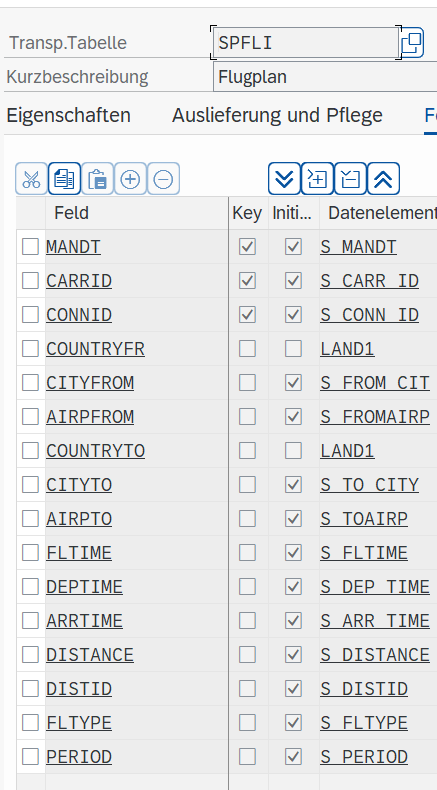 Transp.Tabelle SPFLI
Kurzbeschreibung Flugplan
Eigenschaften Auslieferung und Pflege
Feld Key Initi... Datenelement
MANDT S_MANDT
CARRID S_CARR_ID
CONNID S_CONN_ID
COUNTRYFR LAND1
CITYFROM S_FROM_CIT
AIRPFROM S_FROMAIRP
COUNTRYTO LAND1
CITYTO S_TO_CITY
AIRPTO S_TOAIRP
FLTIME S_FLTIME
DEPTIME S_DEP_TIME
ARRTIME S_ARR_TIME
DISTANCE S_DISTANCE
DISTID S_DISTID
FLTYPE S_FLTYPE
PERIOD S_PERIOD